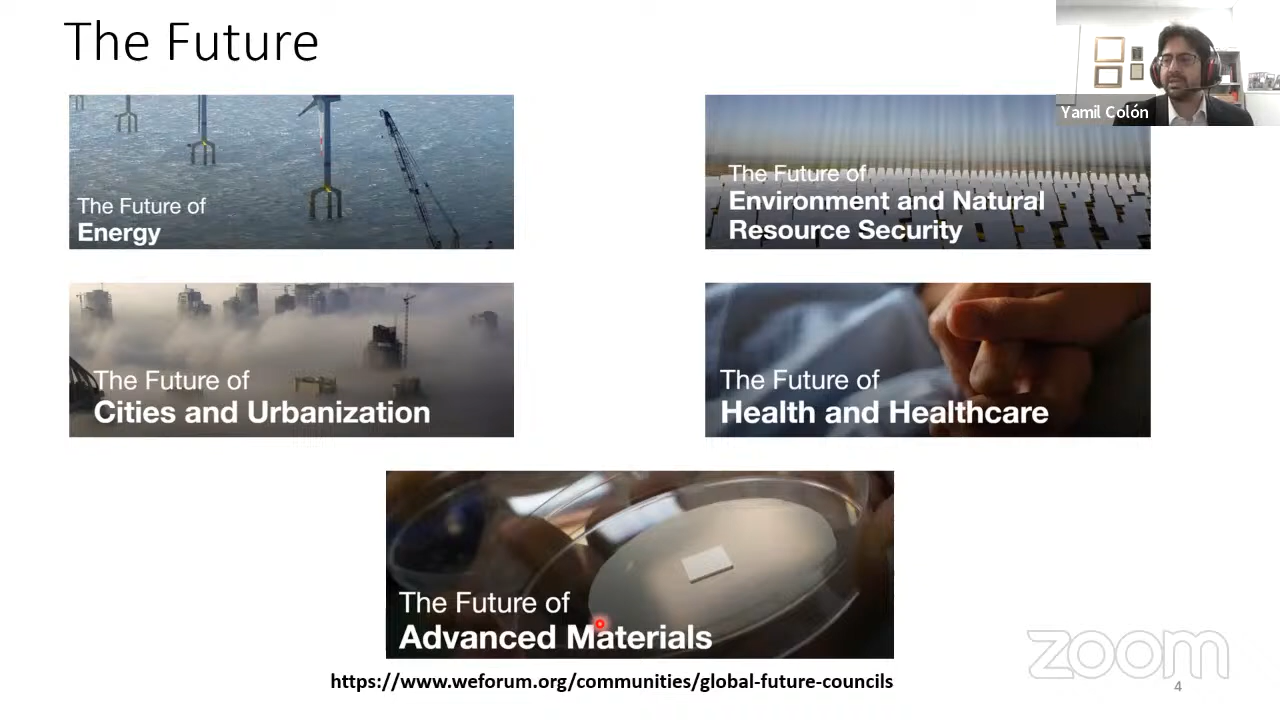 The Future
Yamil Colón
The Future of
Energy
The Future of
Environment and Natural
Resource Security
The Future of
Cities and Urbanization
The Future of
Health and Healthcare
The Future of
Advanced Materials
https://www.weforum.org/communities/global-future-councils
zoom
4